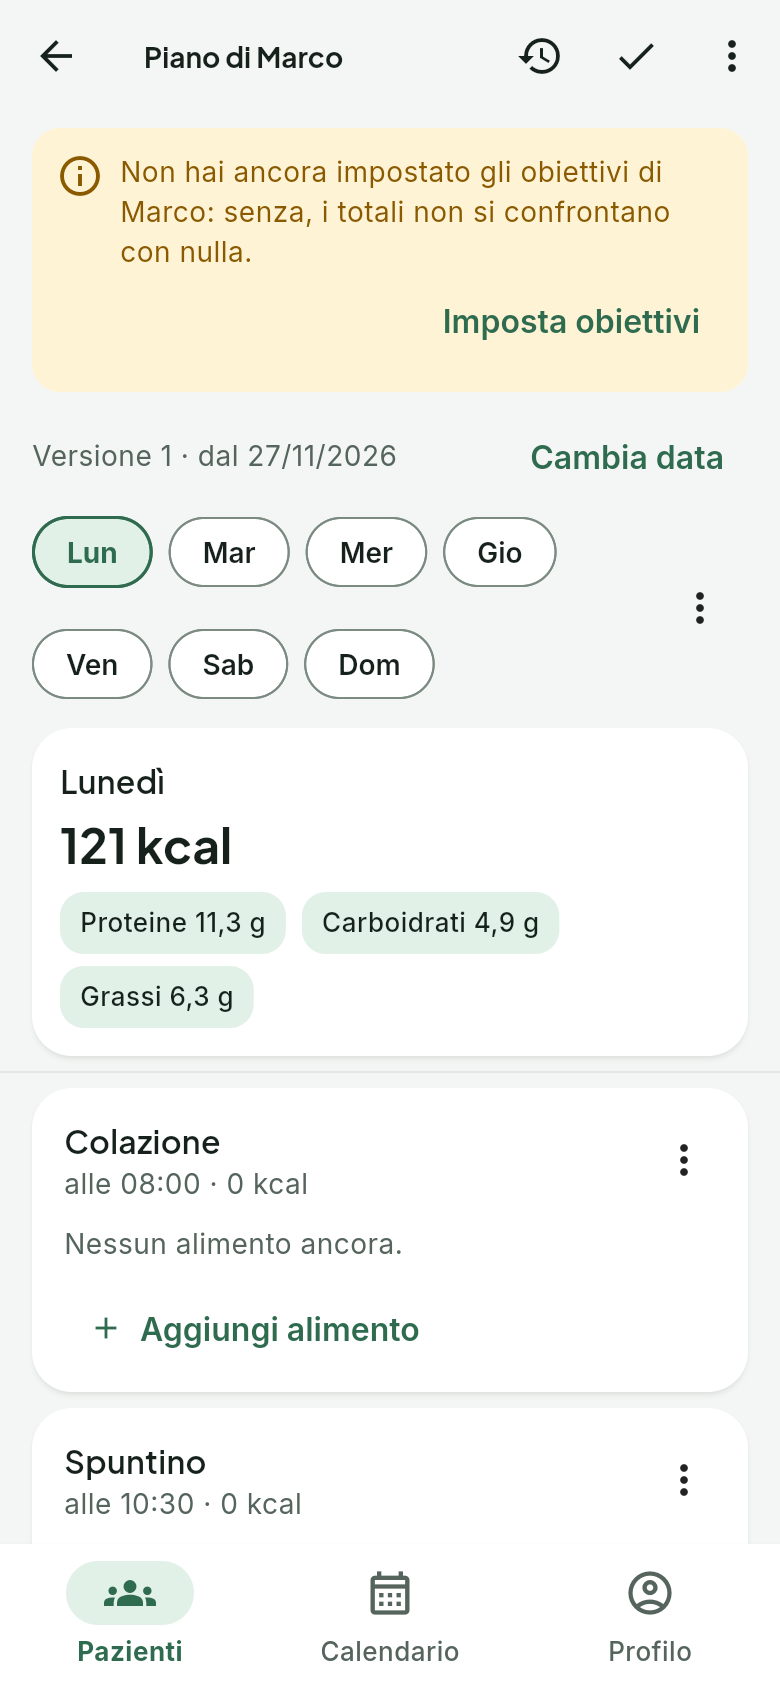 Piano di Marco
Non hai ancora impostato gli obiettivi di
Marco: senza, i totali non si confrontano
con nulla.
Imposta obiettivi
Versione 1 · dal 27/11/2026
Cambia data
Lun
Mar
Mer
Gio
Ven
Sab
Dom
Lunedì
121 kcal
Proteine 11,3 g
Carboidrati 4,9 g
Grassi 6,3 g
Colazione
alle 08:00 · 0 kcal
Nessun alimento ancora.
+ Aggiungi alimento
Spuntino
alle 10:30 · 0 kcal
Pazienti
Calendario
Profilo